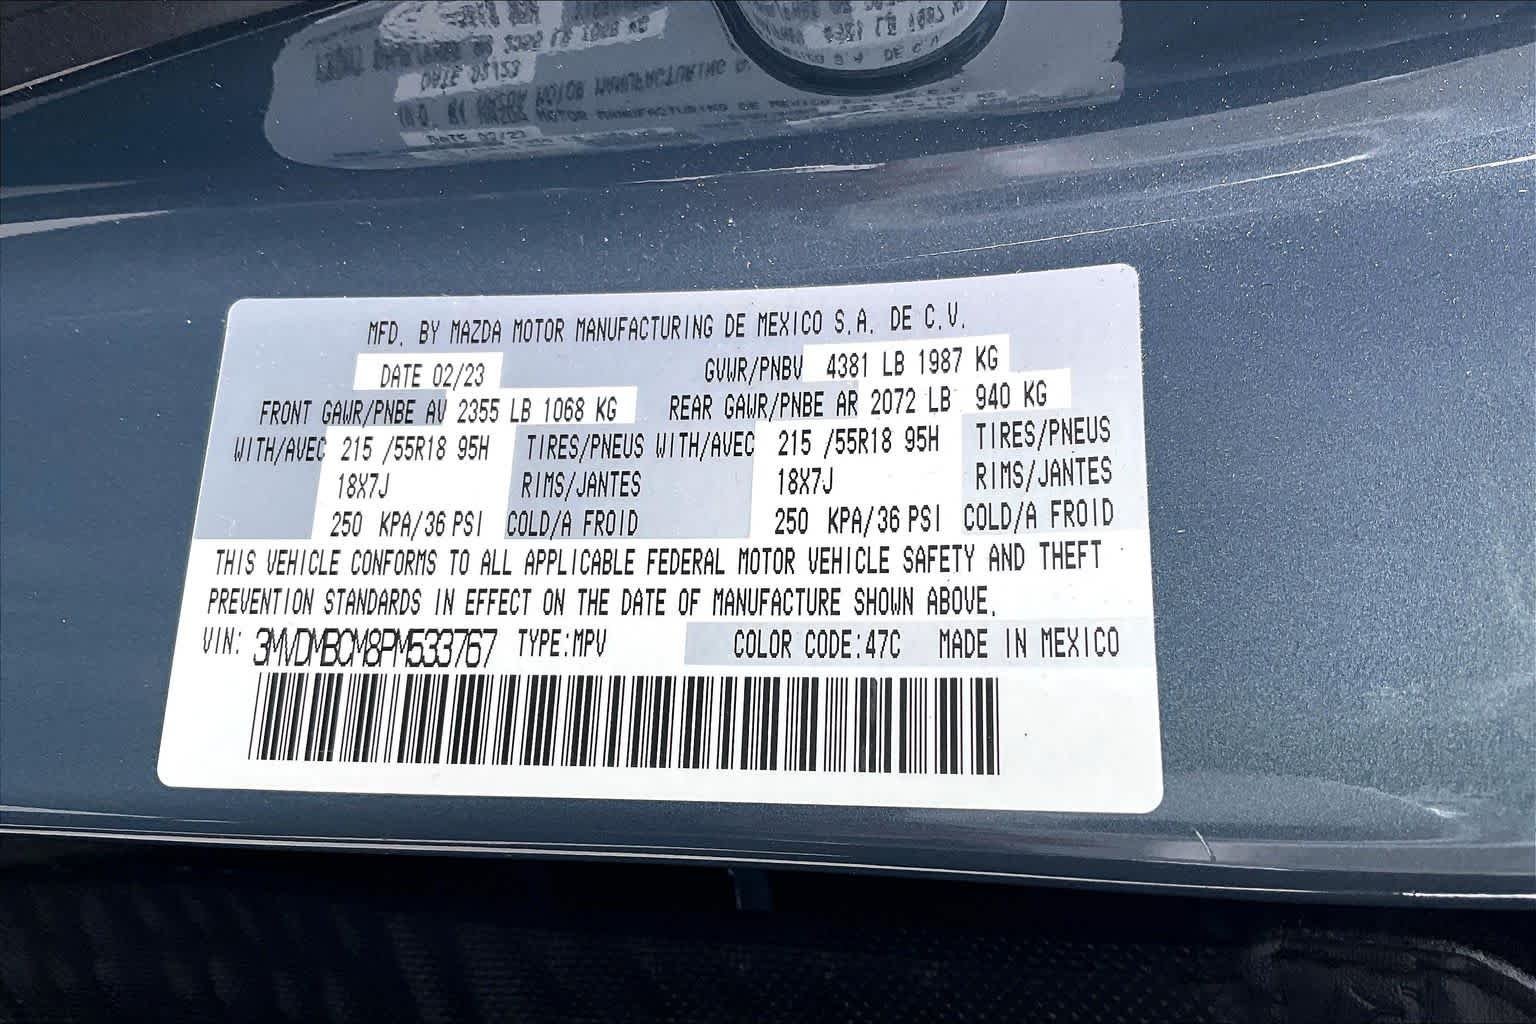 MFD. BY MAZDA MOTOR MANUFACTURING DE MEXICO S.A. DE C.V.
DATE 02/23 GVWR/PNBV 4381 LB 1987 KG
FRONT GAWR/PNBE AV 2355 LB 1068 KG REAR GAWR/PNBE AR 2072 LB 940 KG
WITH/AVEC 215 /55R18 95H TIRES/PNEUS WITH/AVEC 215 /55R18 95H TIRES/PNEUS
18X7J RIMS/JANTES 18X7J RIMS/JANTES
250 KPA/36 PSI COLD/A FROID 250 KPA/36 PSI COLD/A FROID
THIS VEHICLE CONFORMS TO ALL APPLICABLE FEDERAL MOTOR VEHICLE SAFETY AND THEFT
PREVENTION STANDARDS IN EFFECT ON THE DATE OF MANUFACTURE SHOWN ABOVE.
VIN: 3MVDMBCM8PM533767 TYPE:MPV COLOR CODE:47C MADE IN MEXICO